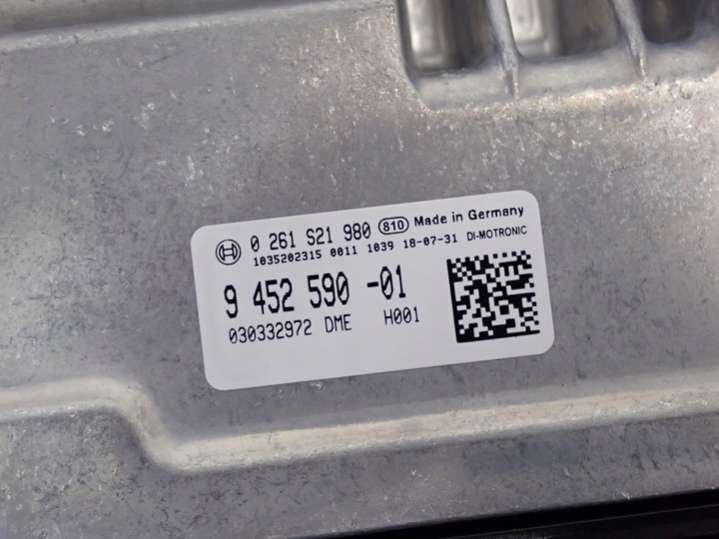 0 261 S21 980 810 Made in Germany
1035202315 0011 1039 18-07-31 DI-MOTRONIC
9 452 590 -01
030332972 DME H001